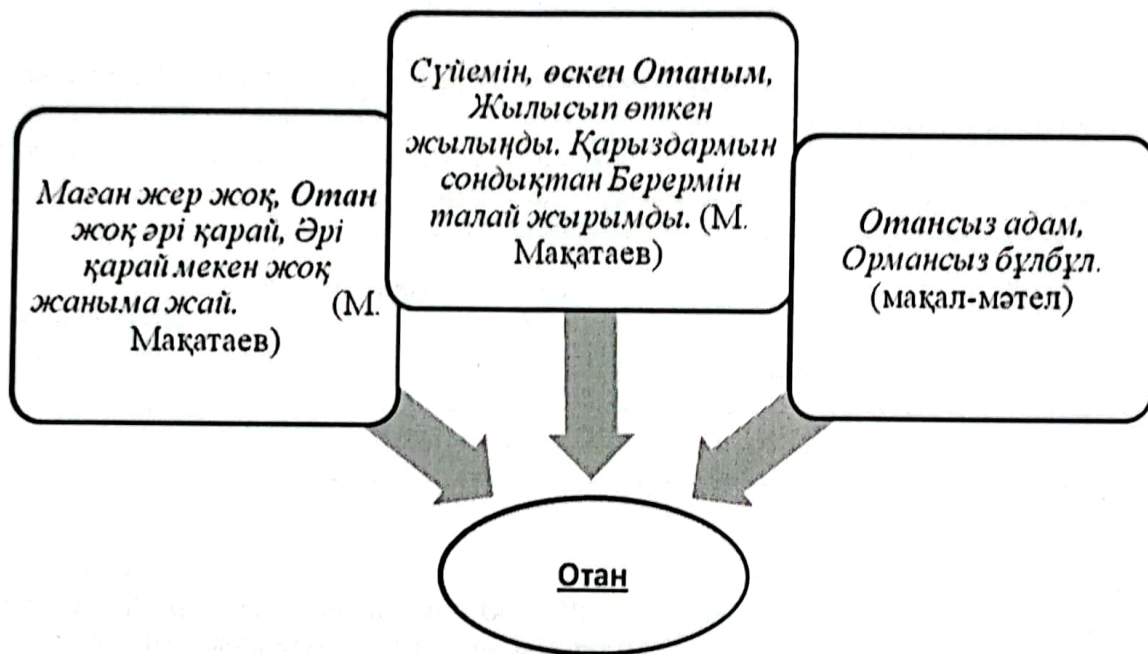 Маған жер жоқ, Отан
жоқ әрі қарай, Әрі
қарай мекен жоқ
жаныма жай. (М.
Мақатаев)
Сүйемін, өскен Отаным,
Жылысып өткен
жылыңды. Қарыздармын
сондықтан Берермін
талай жырымды. (М.
Мақатаев)
Отансыз адам,
Ормансыз бұлбұл.
(мақал-мәтел)
Отан